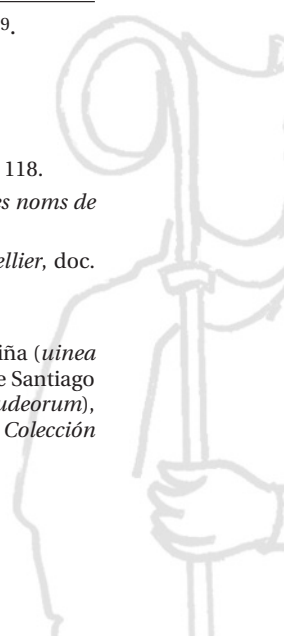 9.
118.
es noms de
ellier, doc.
iña (uinea
e Santiago
udeorum),
Colección